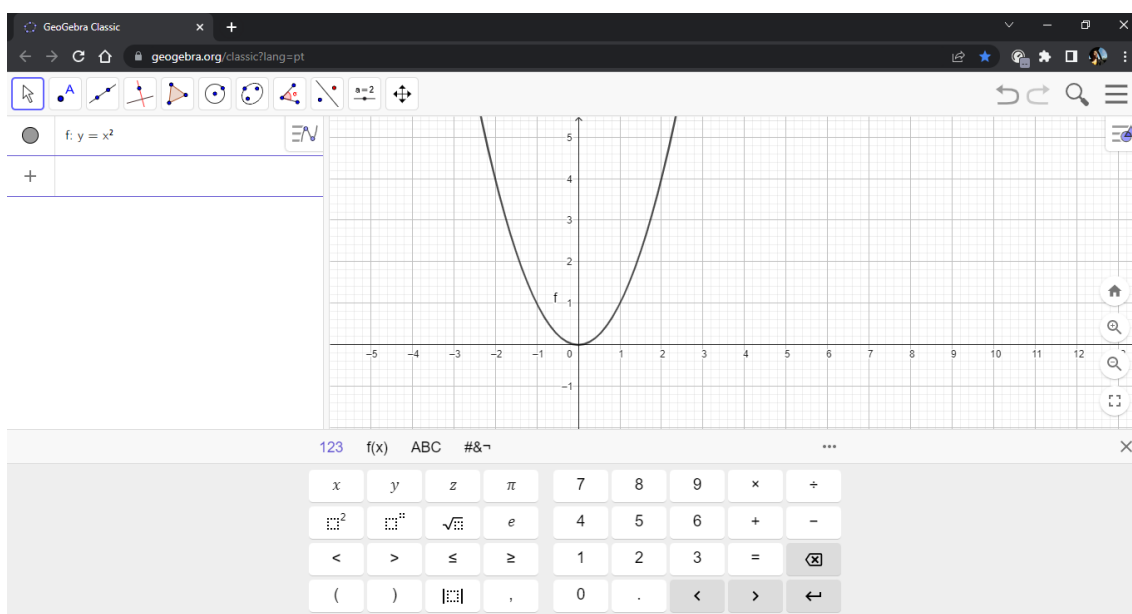 GeoGebra Classic
geogebra.org/classic?lang=pt
A
a = 2
f: y = x²
5
4
3
2
f
1
−5 −4 −3 −2 −1 0 1 2 3 4 5 6 7 8 9 10 11 12
−1
123 f(x) ABC #&¬
x y z π 7 8 9 × ÷
² √ e 4 5 6 + −
< > ≤ ≥ 1 2 3 =
( ) | | , 0 . < >